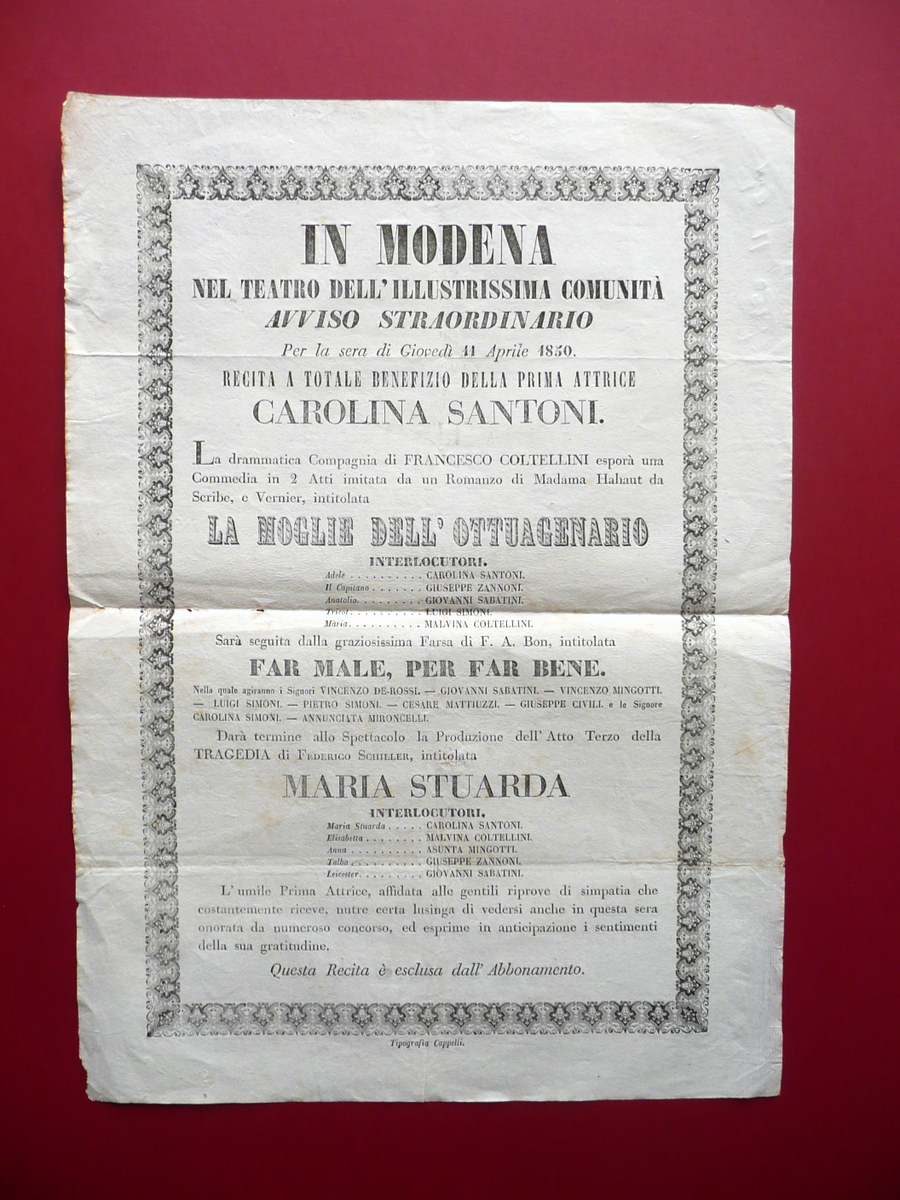 IN MODENA
NEL TEATRO DELL'ILLUSTRISSIMA COMUNITÀ
AVVISO STRAORDINARIO
Per la sera di Giovedì 11 Aprile 1850.
RECITA A TOTALE BENEFIZIO DELLA PRIMA ATTRICE
CAROLINA SANTONI.
La drammatica Compagnia di FRANCESCO COLTELLINI esporà una
Commedia in 2 Atti imitata da un Romanzo di Madama Hahaut da
Scribe, e Vernier, intitolata
LA MOGLIE DELL'OTTUAGENARIO
INTERLOCUTORI.
Adele . . . . . . . . . . CAROLINA SANTONI.
Il Capitano . . . . . . . GIUSEPPE ZANNONI.
Anatolio. . . . . . . . . GIOVANNI SABATINI.
Tricot. . . . . . . . . . LUIGI SIMONI.
Maria. . . . . . . . . . MALVINA COLTELLINI.
Sarà seguita dalla graziosissima Farsa di F. A. Bon, intitolata
FAR MALE, PER FAR BENE.
Nella quale agiranno i Signori VINCENZO DE-ROSSI. — GIOVANNI SABATINI. — VINCENZO MINGOTTI.
— LUIGI SIMONI. — PIETRO SIMONI. — CESARE MATTIUZZI. — GIUSEPPE CIVILI. e le Signore
CAROLINA SIMONI. — ANNUNCIATA MIRONCELLI.
Darà termine allo Spettacolo la Produzione dell'Atto Terzo della
TRAGEDIA di FEDERICO SCHILLER, intitolata
MARIA STUARDA
INTERLOCUTORI.
Maria Stuarda . . . . . CAROLINA SANTONI.
Elisabetta . . . . . . . . MALVINA COLTELLINI.
Anna . . . . . . . . . . ASUNTA MINGOTTI.
Talbo . . . . . . . . . . GIUSEPPE ZANNONI.
Leicester. . . . . . . . . GIOVANNI SABATINI.
L'umile Prima Attrice, affidata alle gentili riprove di simpatia che
costantemente riceve, nutre certa lusinga di vedersi anche in questa sera
onorata da numeroso concorso, ed esprime in anticipazione i sentimenti
della sua gratitudine.
Questa Recita è esclusa dall'Abbonamento.
Tipografia Cappelli.